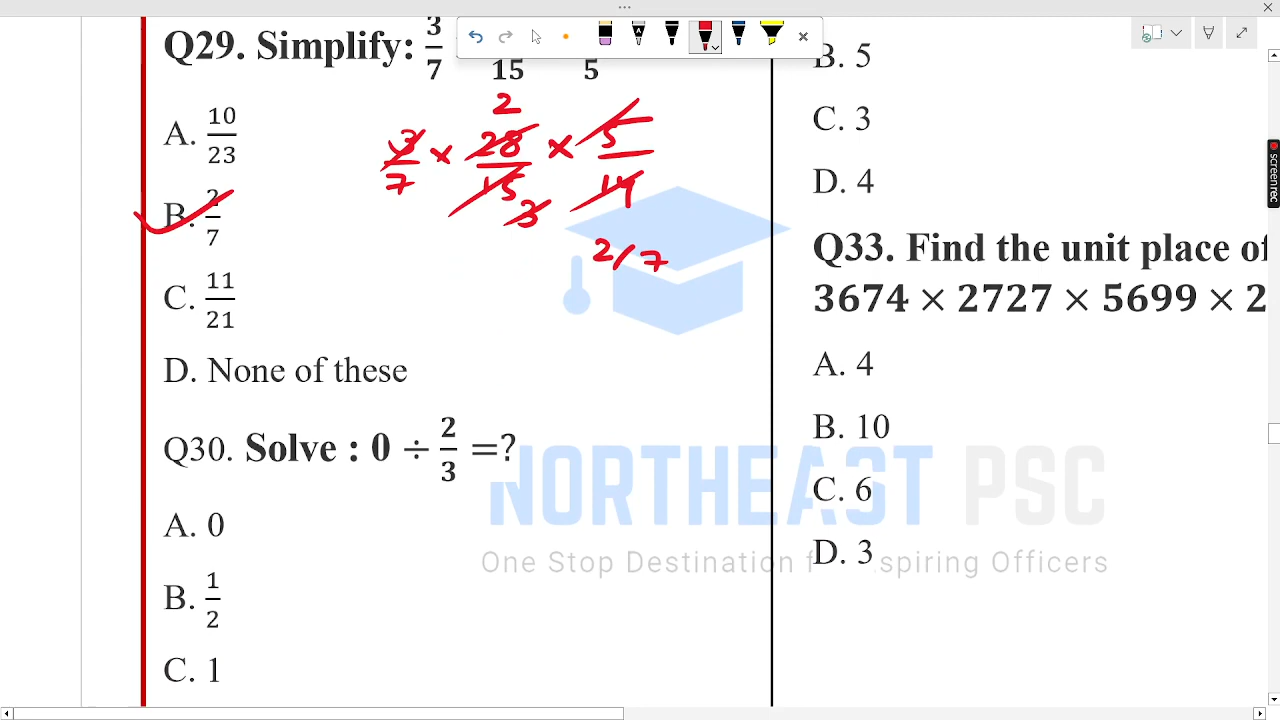 Q29. Simplify: 3/7 15 5
A. 10/23
B. 2/7
C. 11/21
D. None of these
2
3/7 × 28/15 × 5/14
3
2/7
Q30. Solve : 0 ÷ 2/3 =?
A. 0
B. 1/2
C. 1
B. 5
C. 3
D. 4
Q33. Find the unit place of
3674 × 2727 × 5699 × 2
A. 4
B. 10
C. 6
D. 3
NORTHEAST PSC
One Stop Destination f spiring Officers
screenrec